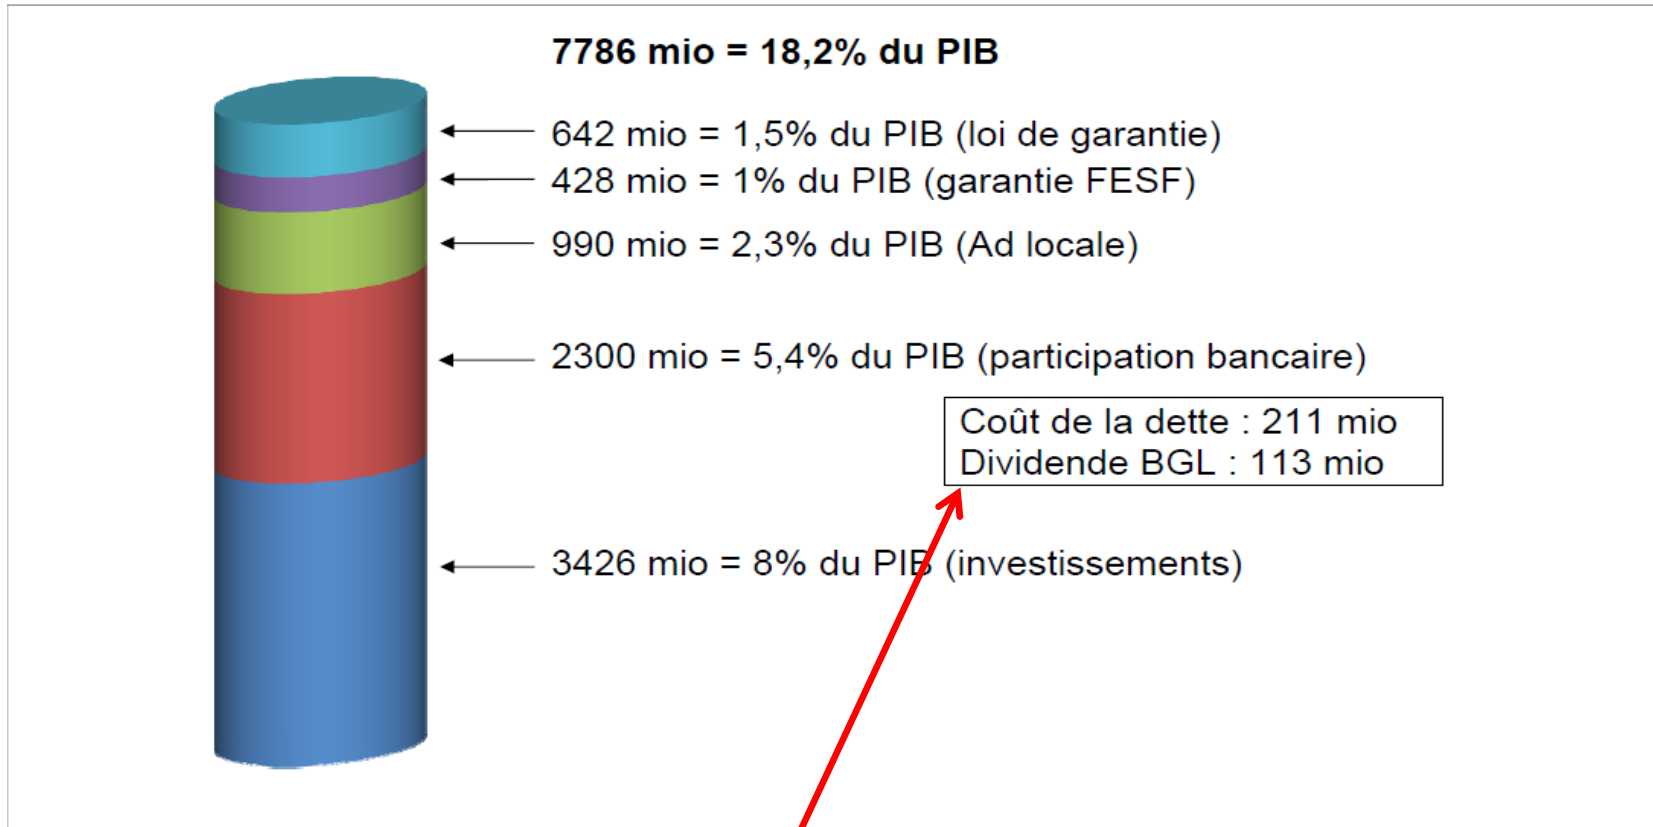 7786 mio = 18,2% du PIB
642 mio = 1,5% du PIB (loi de garantie)
428 mio = 1% du PIB (garantie FESF)
990 mio = 2,3% du PIB (Ad locale)
2300 mio = 5,4% du PIB (participation bancaire)
Coût de la dette : 211 mio
Dividende BGL : 113 mio
3426 mio = 8% du PIB (investissements)